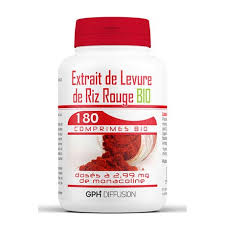 Extrait de Levure
de Riz Rouge BIO
180
COMPRIMÉS BIO
dosés à 2,99 mg
de monacoline
GPH DIFFUSION